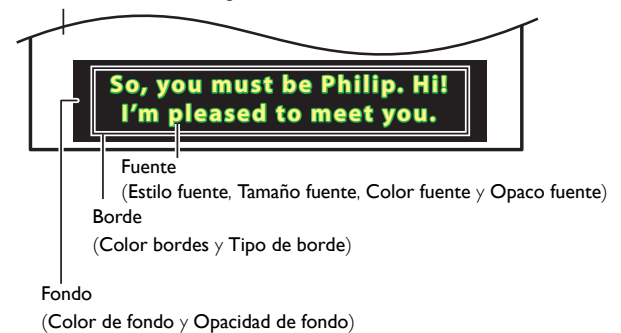 So, you must be Philip. Hi!
I'm pleased to meet you.
Fuente
(Estilo fuente, Tamaño fuente, Color fuente y Opaco fuente)
Borde
(Color bordes y Tipo de borde)
Fondo
(Color de fondo y Opacidad de fondo)